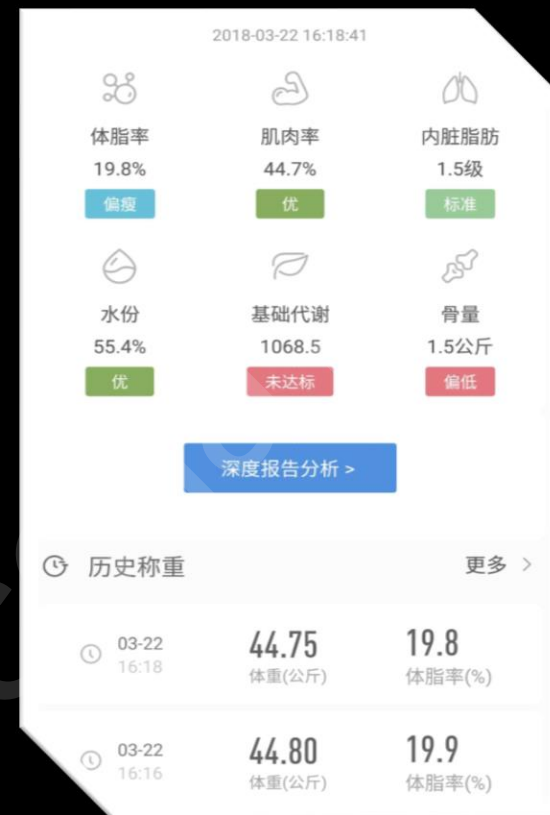 2018-03-22 16:18:41
体脂率 肌肉率 内脏脂肪
19.8% 44.7% 1.5级
偏瘦 优 标准
水份 基础代谢 骨量
55.4% 1068.5 1.5公斤
优 未达标 偏低
深度报告分析 >
历史称重 更多 >
03-22 44.75 19.8
16:18 体重(公斤) 体脂率(%)
03-22 44.80 19.9
16:16 体重(公斤) 体脂率(%)